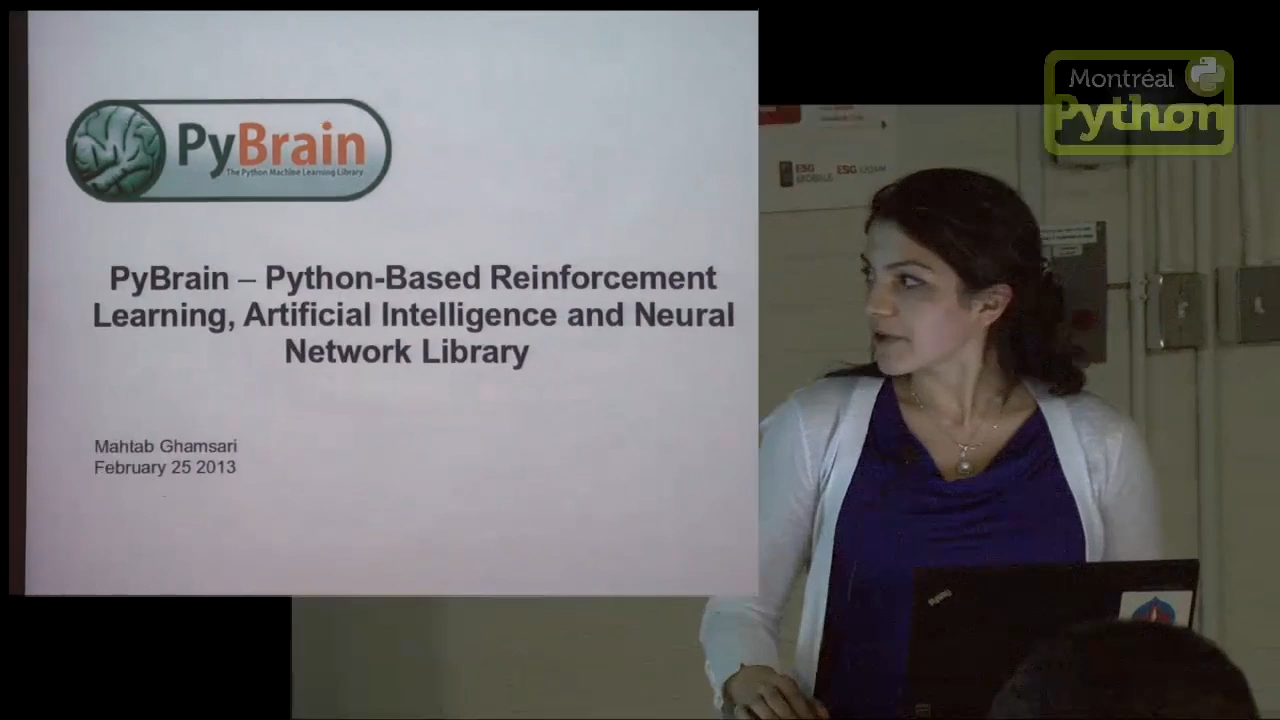 PyBrain
The Python Machine Learning Library
PyBrain – Python-Based Reinforcement
Learning, Artificial Intelligence and Neural
Network Library
Mahtab Ghamsari
February 25 2013
Montréal
Python
ESG
MOBILE
ESG